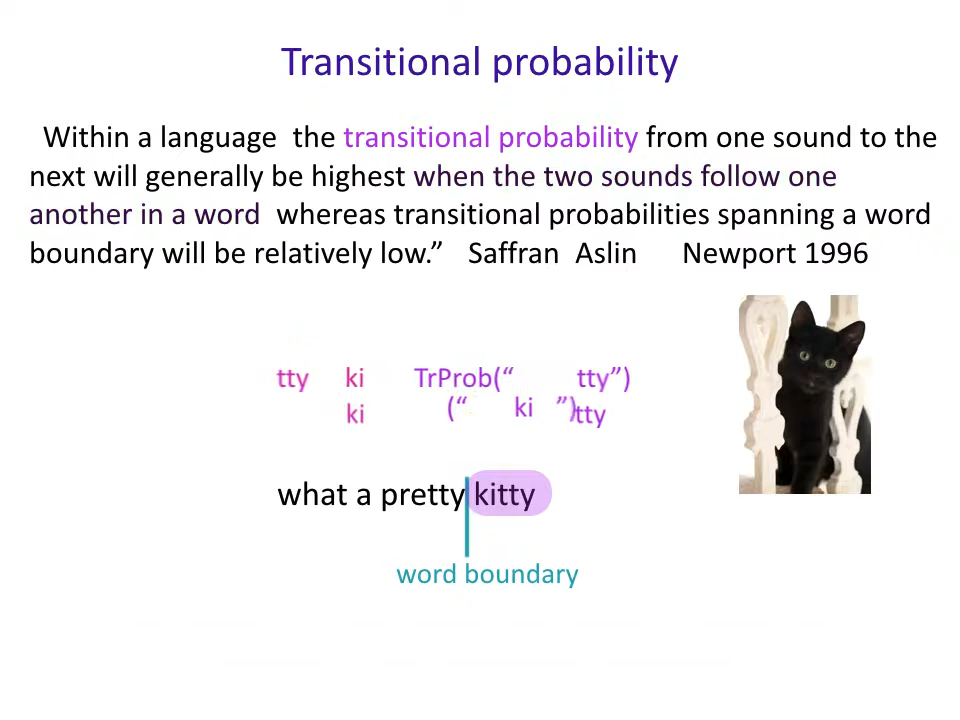 Transitional probability
Within a language the transitional probability from one sound to the
next will generally be highest when the two sounds follow one
another in a word whereas transitional probabilities spanning a word
boundary will be relatively low.” Saffran Aslin Newport 1996
tty ki TrProb(“ tty”)
ki (“ ki ”) tty
what a pretty kitty
word boundary